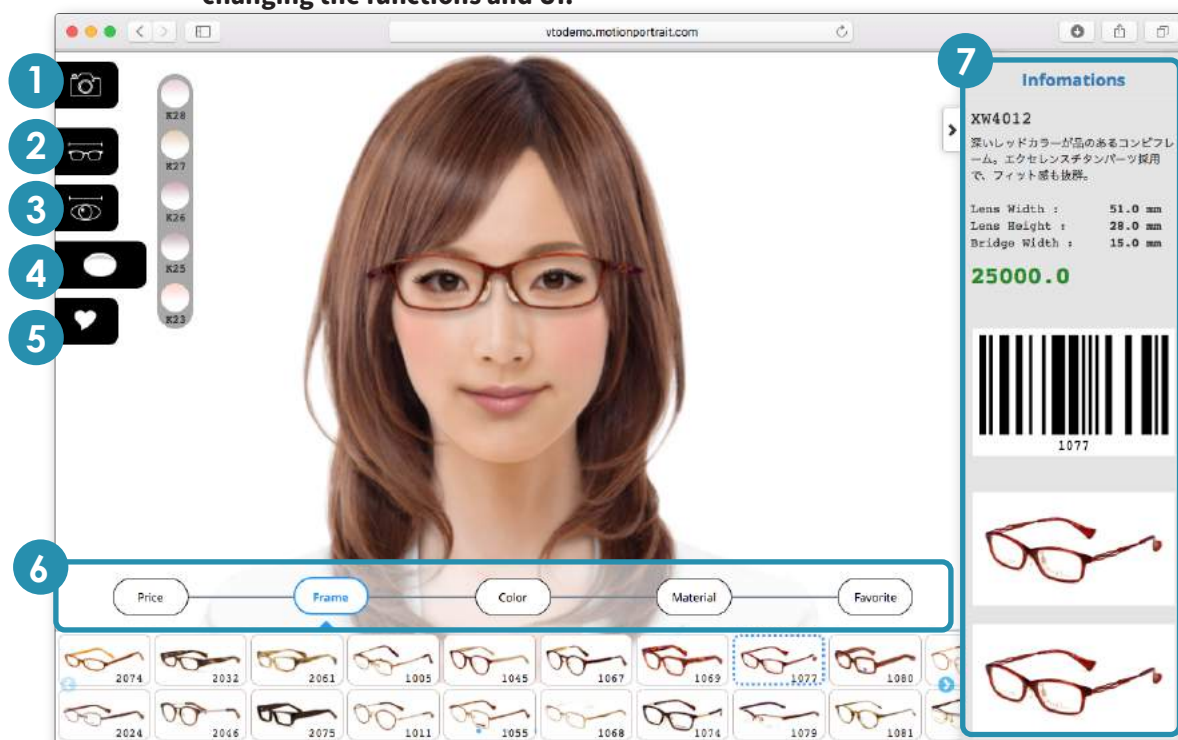 changing the functions and UI.
vtodemo.motionportrait.com
1
2
3
4
5
6
7
K28
K27
K26
K25
K23
Infomations
XW4012
深いレッドカラーが品のあるコンビフレ
ーム。エクセレンスチタンパーツ採用
で、フィット感も抜群。
Lens Width : 51.0 mm
Lens Height : 28.0 mm
Bridge Width : 15.0 mm
25000.0
1077
Price Frame Color Material Favorite
2074 2032 2061 1005 1045 1067 1069 1077 1080
2024 2046 2075 1011 1055 1068 1074 1079 1081